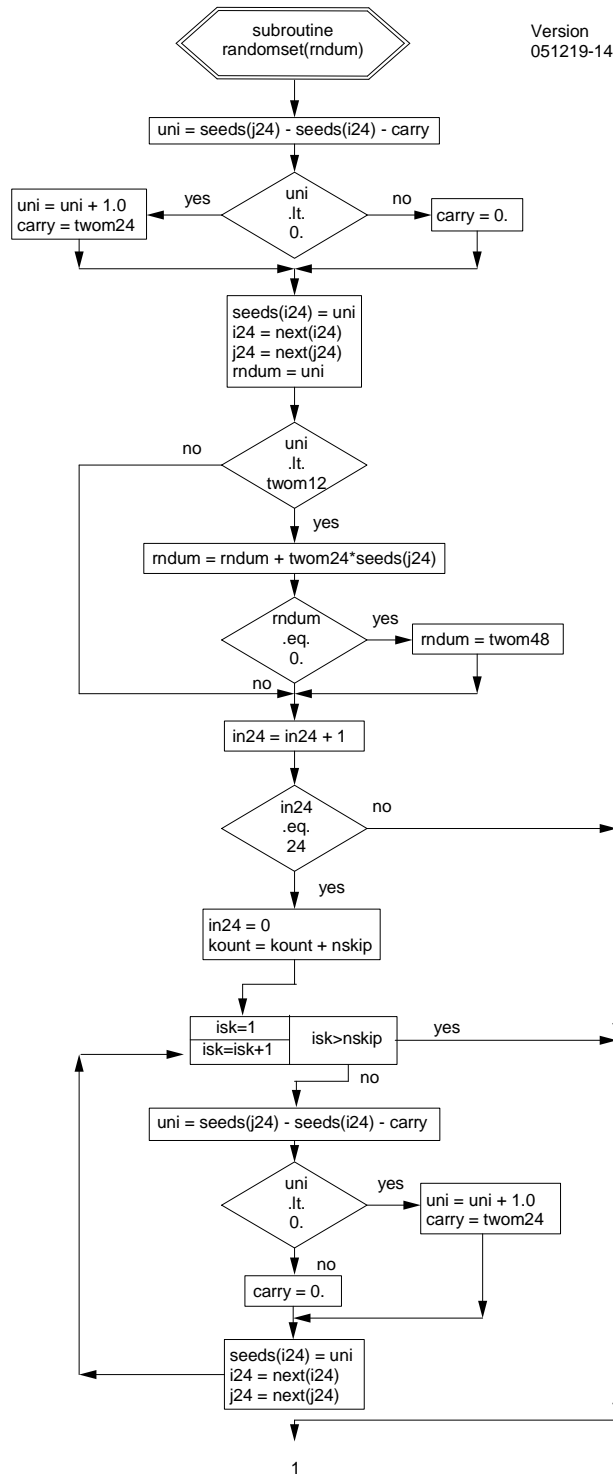 subroutine
randomset(rndum)
Version
051219-14
uni = seeds(j24) - seeds(i24) - carry
uni
.lt.
0.
yes
no
uni = uni + 1.0
carry = twom24
carry = 0.
seeds(i24) = uni
i24 = next(i24)
j24 = next(j24)
rndum = uni
no
uni
.lt.
twom12
yes
rndum = rndum + twom24*seeds(j24)
rndum
.eq.
0.
yes
rndum = twom48
no
in24 = in24 + 1
in24
.eq.
24
no
yes
in24 = 0
kount = kount + nskip
isk=1
isk=isk+1
isk>nskip
yes
no
uni = seeds(j24) - seeds(i24) - carry
uni
.lt.
0.
yes
uni = uni + 1.0
carry = twom24
no
carry = 0.
seeds(i24) = uni
i24 = next(i24)
j24 = next(j24)
1